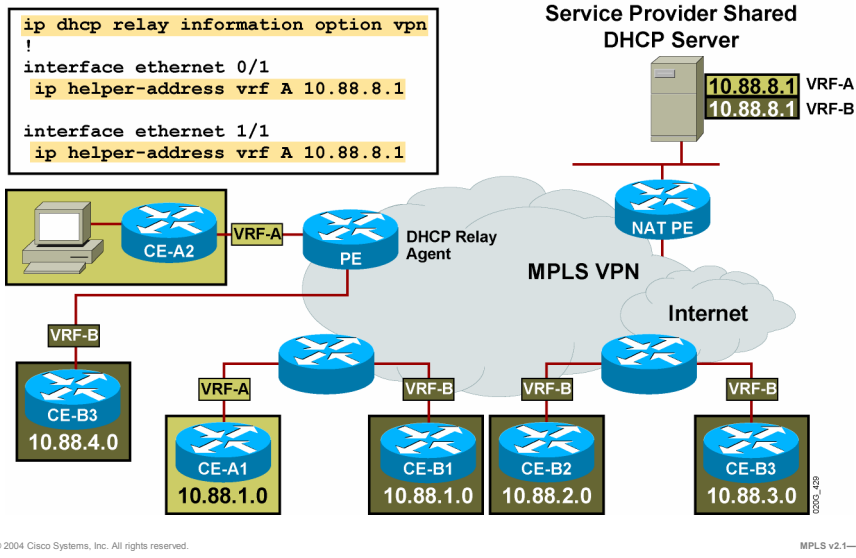 ip dhcp relay information option vpn
!
interface ethernet 0/1
ip helper-address vrf A 10.88.8.1
interface ethernet 1/1
ip helper-address vrf A 10.88.8.1
Service Provider Shared
DHCP Server
10.88.8.1 VRF-A
10.88.8.1 VRF-B
NAT PE
CE-A2
VRF-A
PE
DHCP Relay
Agent
MPLS VPN
Internet
VRF-B
CE-B3
10.88.4.0
VRF-A
CE-A1
10.88.1.0
VRF-B
CE-B1
10.88.1.0
VRF-B
CE-B2
10.88.2.0
VRF-B
CE-B3
10.88.3.0
020G_429
2004 Cisco Systems, Inc. All rights reserved.
MPLS v2.1—